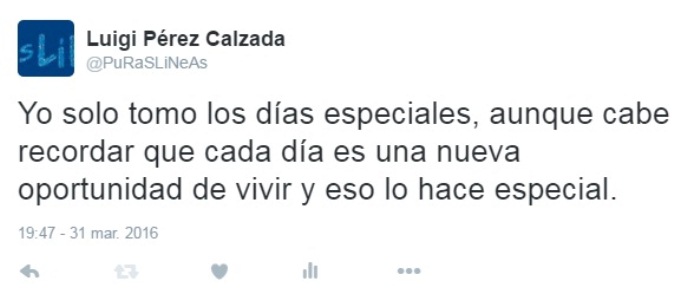 sLiN
Luigi Pérez Calzada
@PuRaSLiNeAs
Yo solo tomo los días especiales, aunque cabe
recordar que cada día es una nueva
oportunidad de vivir y eso lo hace especial.
19:47 - 31 mar. 2016